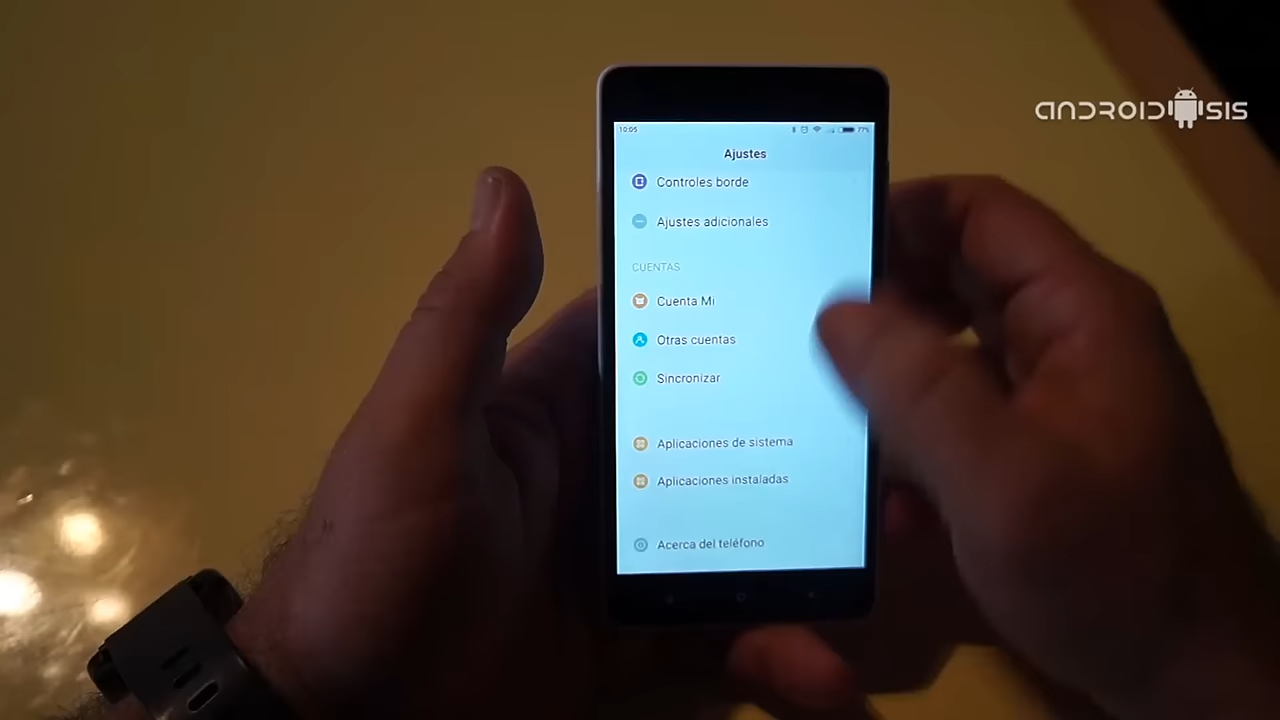 ANDROIDSIS
10:05
77%
Ajustes
Controles borde
Ajustes adicionales
CUENTAS
Cuenta Mi
Otras cuentas
Sincronizar
Aplicaciones de sistema
Aplicaciones instaladas
Acerca del teléfono